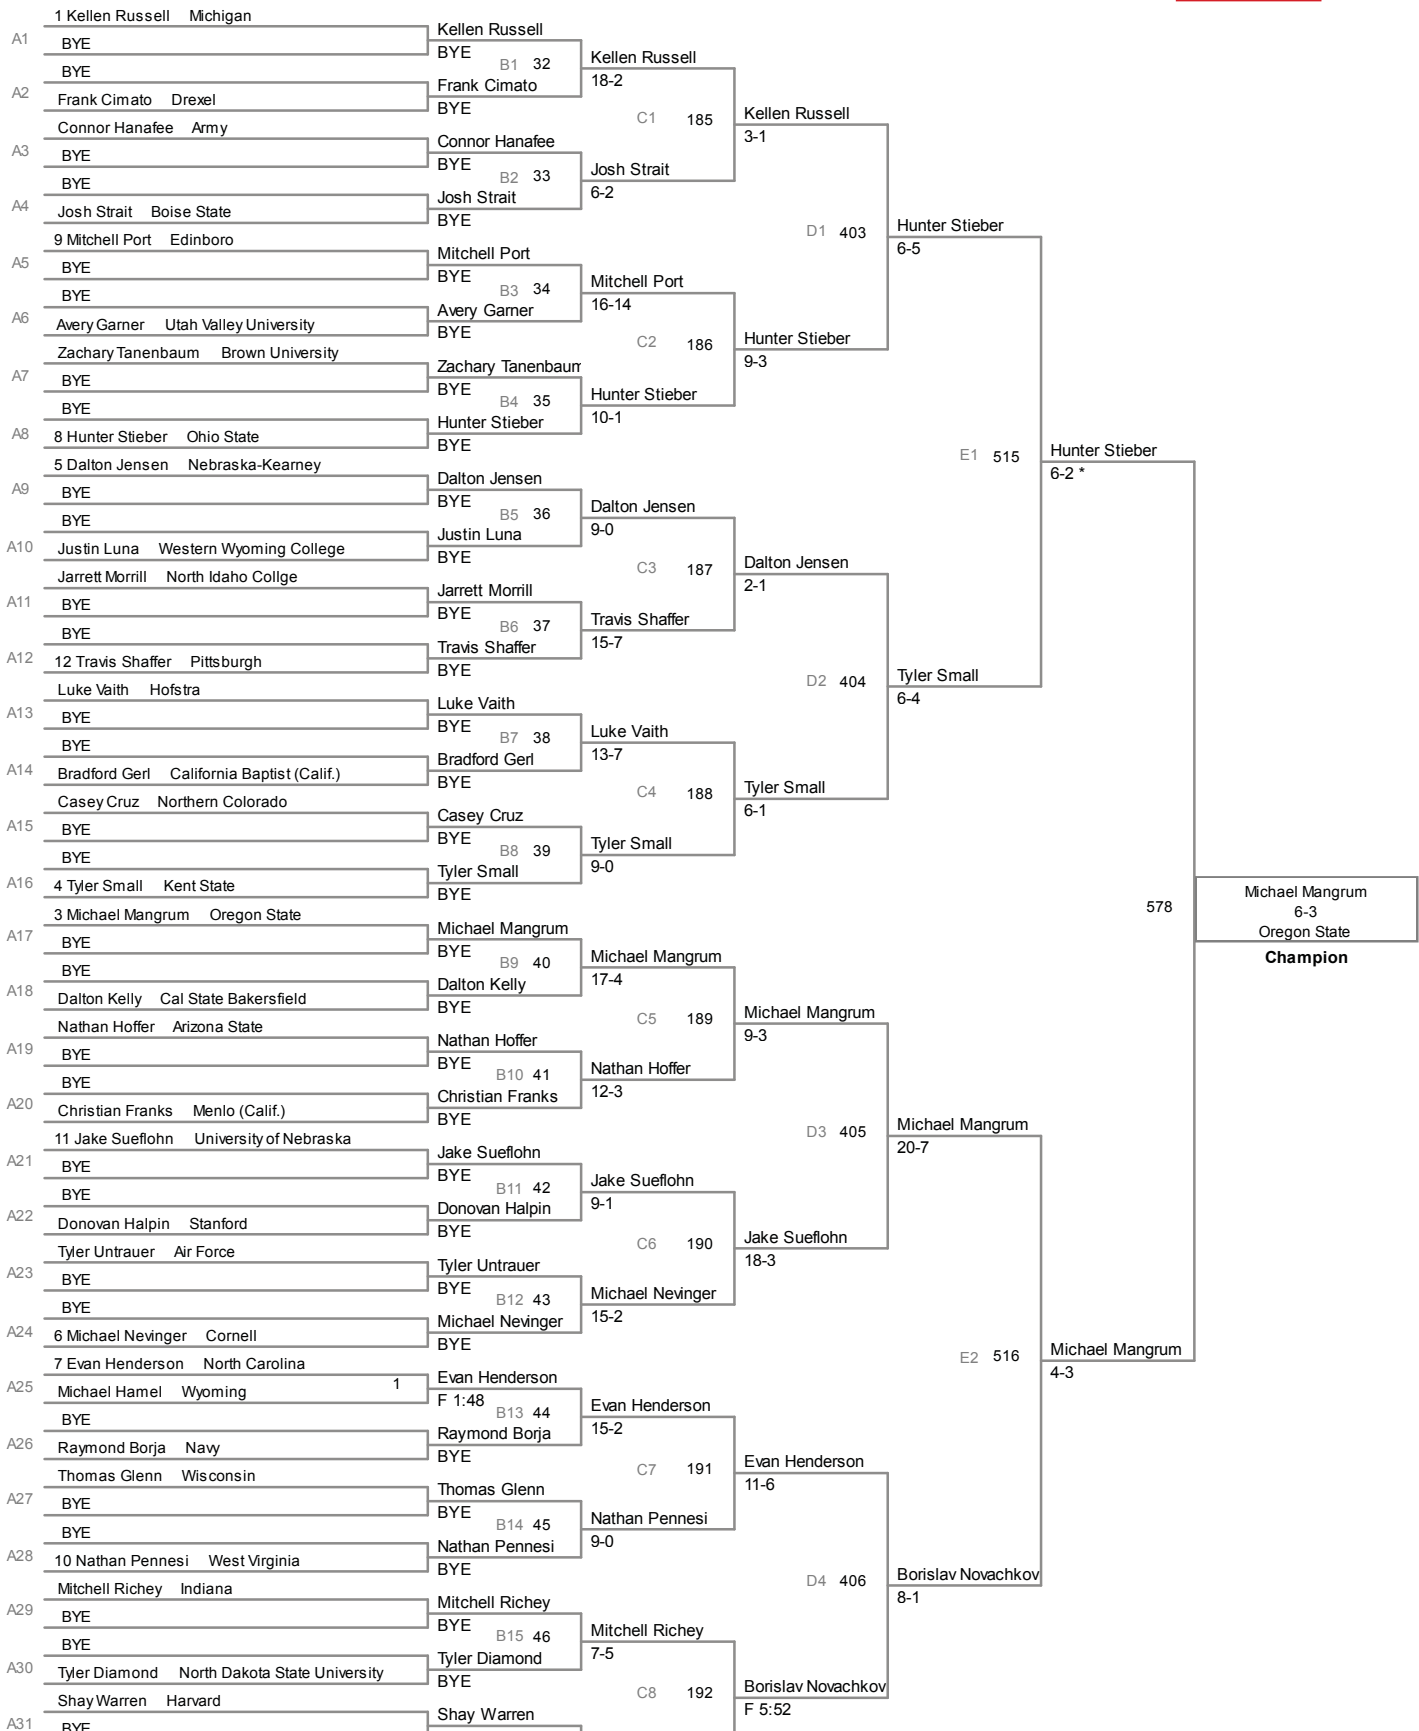 1 Kellen Russell Michigan
A1
BYE
BYE
A2
Frank Cimato Drexel
Connor Hanafee Army
A3
BYE
BYE
A4
Josh Strait Boise State
9 Mitchell Port Edinboro
A5
BYE
BYE
A6
Avery Garner Utah Valley University
Zachary Tanenbaum Brown University
A7
BYE
BYE
A8
8 Hunter Stieber Ohio State
5 Dalton Jensen Nebraska-Kearney
A9
BYE
BYE
A10
Justin Luna Western Wyoming College
Jarrett Morrill North Idaho Collge
A11
BYE
BYE
A12
12 Travis Shaffer Pittsburgh
Luke Vaith Hofstra
A13
BYE
BYE
A14
Bradford Gerl California Baptist (Calif.)
Casey Cruz Northern Colorado
A15
BYE
BYE
A16
4 Tyler Small Kent State
3 Michael Mangrum Oregon State
A17
BYE
BYE
A18
Dalton Kelly Cal State Bakersfield
Nathan Hoffer Arizona State
A19
BYE
BYE
A20
Christian Franks Menlo (Calif.)
11 Jake Sueflohn University of Nebraska
A21
BYE
BYE
A22
Donovan Halpin Stanford
Tyler Untrauer Air Force
A23
BYE
BYE
A24
6 Michael Nevinger Cornell
7 Evan Henderson North Carolina
A25
Michael Hamel Wyoming 1
BYE
A26
Raymond Borja Navy
Thomas Glenn Wisconsin
A27
BYE
BYE
A28
10 Nathan Pennesi West Virginia
Mitchell Richey Indiana
A29
BYE
BYE
A30
Tyler Diamond North Dakota State University
Shay Warren Harvard
A31
BYE
Kellen Russell
BYE
B1 32
Frank Cimato
BYE
Connor Hanafee
BYE
B2 33
Josh Strait
BYE
Mitchell Port
BYE
B3 34
Avery Garner
BYE
Zachary Tanenbaum
BYE
B4 35
Hunter Stieber
BYE
Dalton Jensen
BYE
B5 36
Justin Luna
BYE
Jarrett Morrill
BYE
B6 37
Travis Shaffer
BYE
Luke Vaith
BYE
B7 38
Bradford Gerl
BYE
Casey Cruz
BYE
B8 39
Tyler Small
BYE
Michael Mangrum
BYE
B9 40
Dalton Kelly
BYE
Nathan Hoffer
BYE
B10 41
Christian Franks
BYE
Jake Sueflohn
BYE
B11 42
Donovan Halpin
BYE
Tyler Untrauer
BYE
B12 43
Michael Nevinger
BYE
Evan Henderson
F 1:48
B13 44
Raymond Borja
BYE
Thomas Glenn
BYE
B14 45
Nathan Pennesi
BYE
Mitchell Richey
BYE
B15 46
Tyler Diamond
BYE
Shay Warren
Kellen Russell
18-2
C1 185
Josh Strait
6-2
Mitchell Port
16-14
C2 186
Hunter Stieber
10-1
Dalton Jensen
9-0
C3 187
Travis Shaffer
15-7
Luke Vaith
13-7
C4 188
Tyler Small
9-0
Michael Mangrum
17-4
C5 189
Nathan Hoffer
12-3
Jake Sueflohn
9-1
C6 190
Michael Nevinger
15-2
Evan Henderson
15-2
C7 191
Nathan Pennesi
9-0
Mitchell Richey
7-5
C8 192
Kellen Russell
3-1
D1 403
Hunter Stieber
9-3
Dalton Jensen
2-1
D2 404
Tyler Small
6-1
Michael Mangrum
9-3
D3 405
Jake Sueflohn
18-3
Evan Henderson
11-6
D4 406
Borislav Novachkov
F 5:52
Hunter Stieber
6-5
E1 515
Tyler Small
6-4
Michael Mangrum
20-7
E2 516
Borislav Novachkov
8-1
Hunter Stieber
6-2 *
578
Michael Mangrum
4-3
Michael Mangrum
6-3
Oregon State
Champion